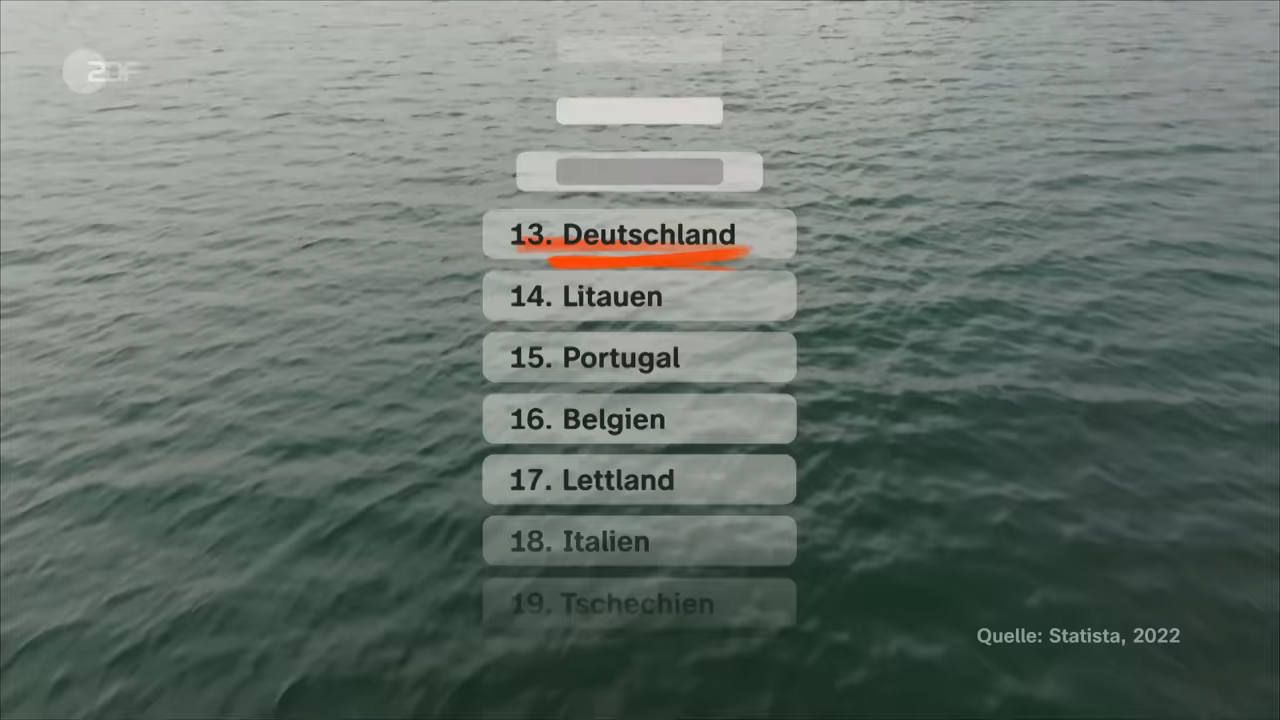 ZDF
13. Deutschland
14. Litauen
15. Portugal
16. Belgien
17. Lettland
18. Italien
19. Tschechien
Quelle: Statista, 2022